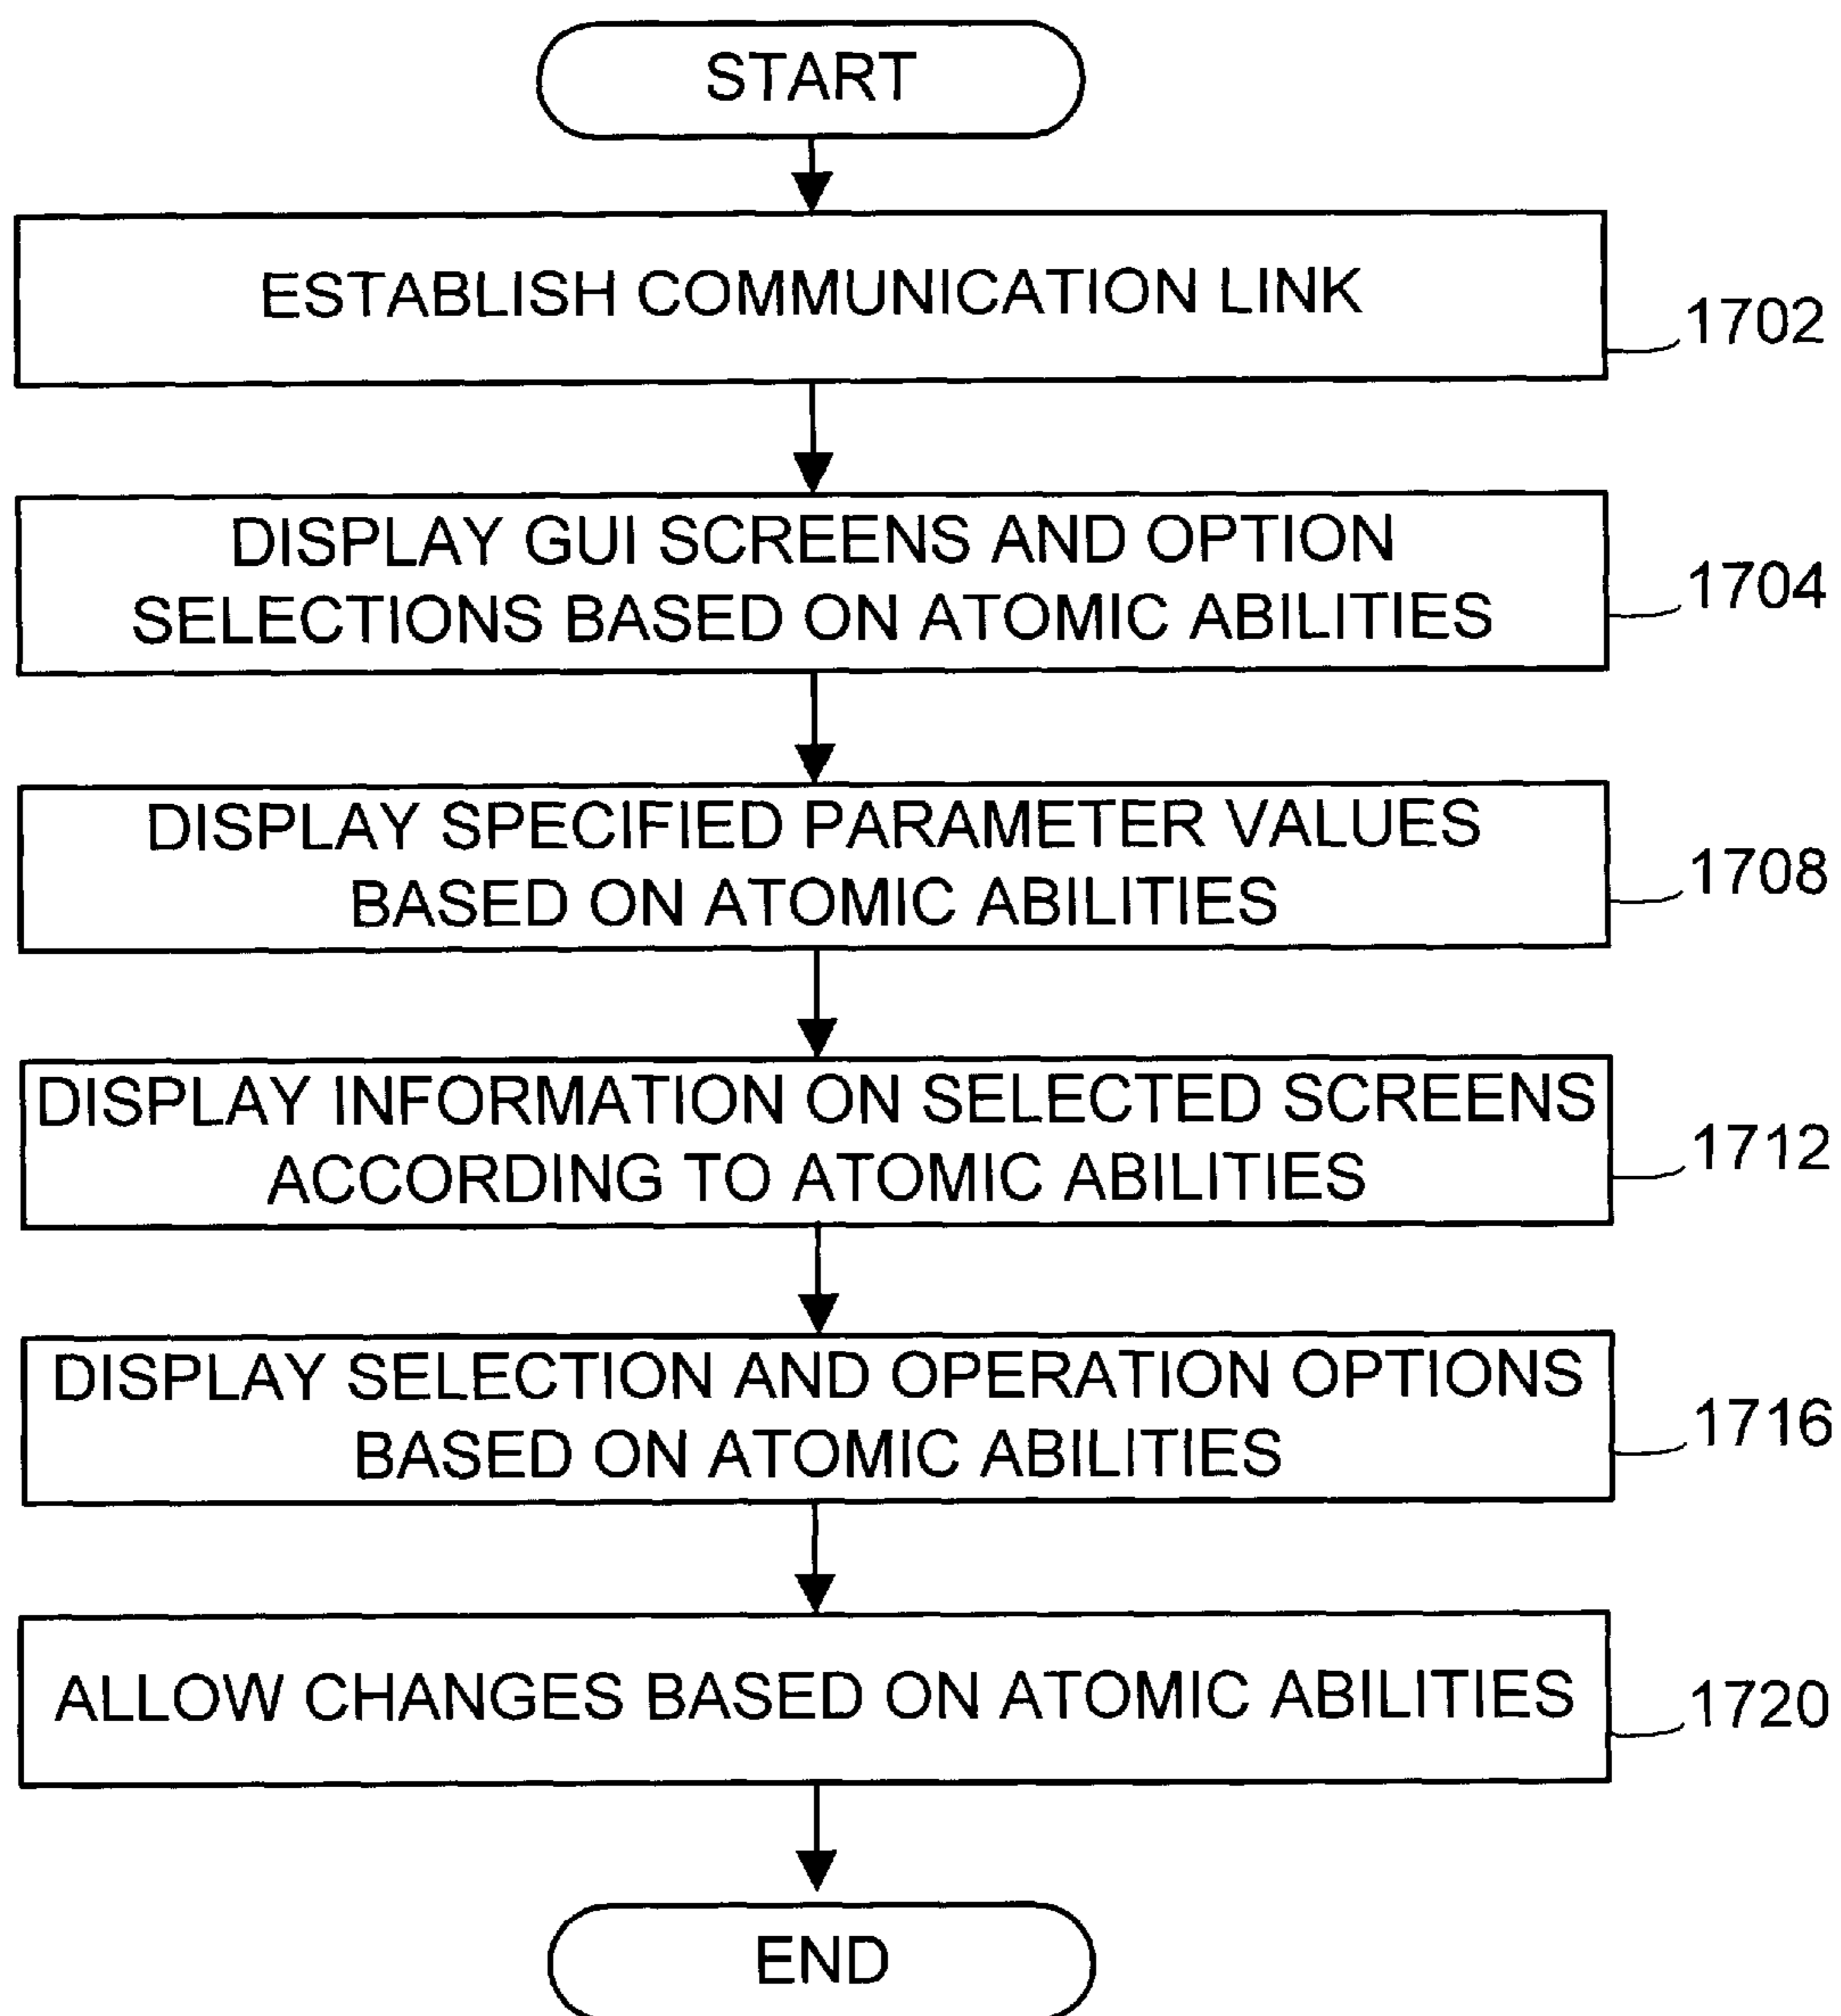 START
ESTABLISH COMMUNICATION LINK
1702
DISPLAY GUI SCREENS AND OPTION
SELECTIONS BASED ON ATOMIC ABILITIES
1704
DISPLAY SPECIFIED PARAMETER VALUES
BASED ON ATOMIC ABILITIES
1708
DISPLAY INFORMATION ON SELECTED SCREENS
ACCORDING TO ATOMIC ABILITIES
1712
DISPLAY SELECTION AND OPERATION OPTIONS
BASED ON ATOMIC ABILITIES
1716
ALLOW CHANGES BASED ON ATOMIC ABILITIES
1720
END